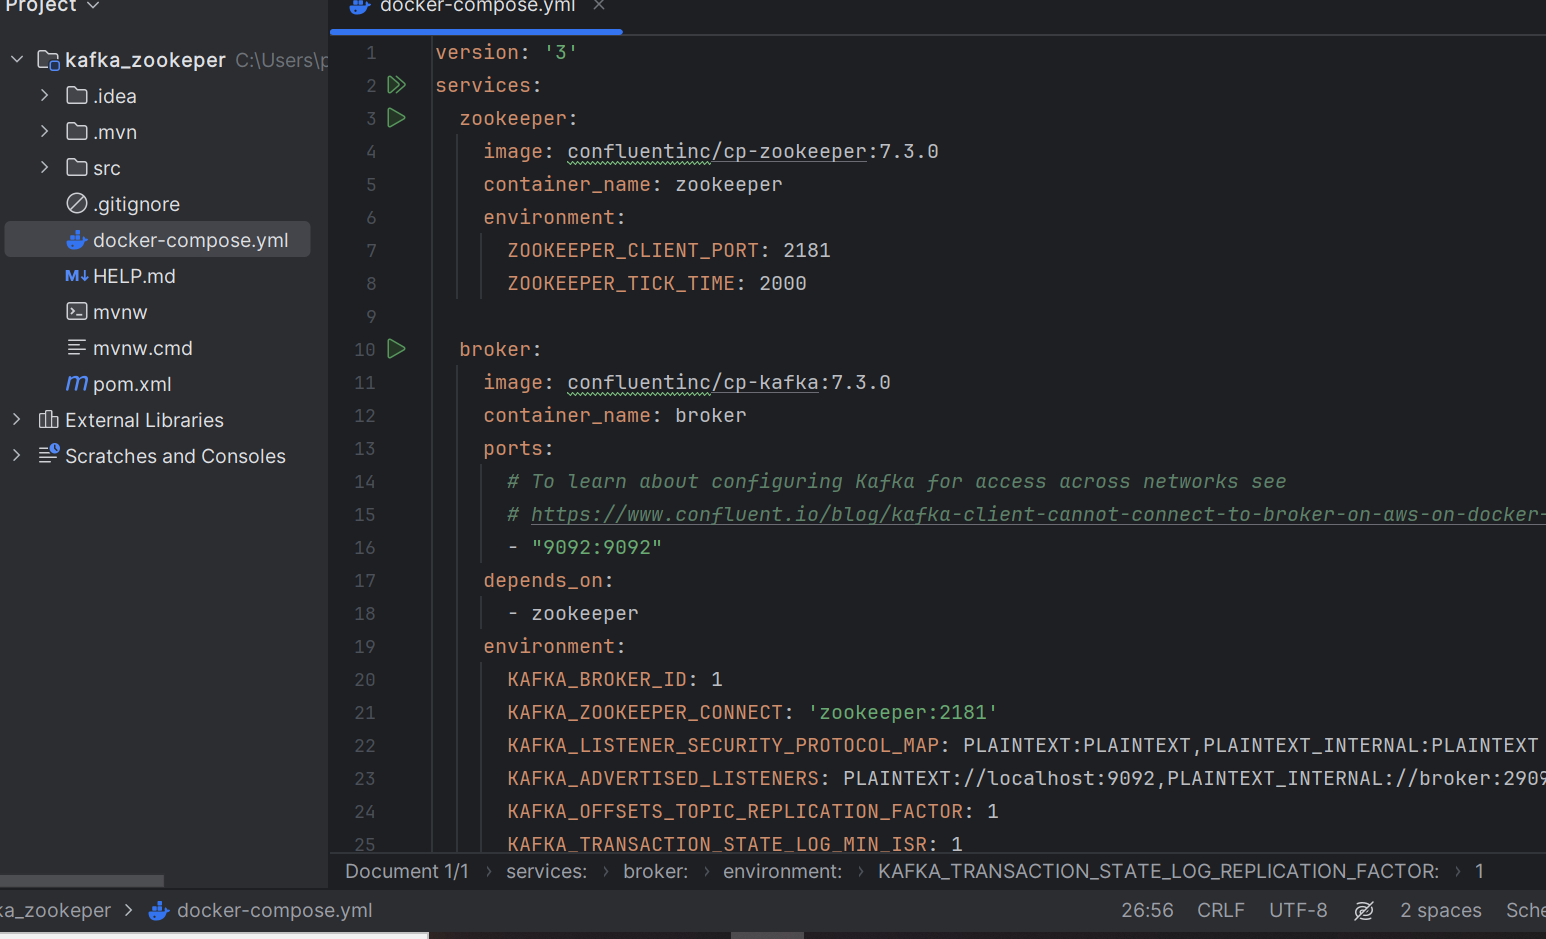 Project
docker-compose.yml
kafka_zookeper C:\Users\p
.idea
.mvn
src
.gitignore
docker-compose.yml
HELP.md
mvnw
mvnw.cmd
pom.xml
External Libraries
Scratches and Consoles
1 version: '3'
2 services:
3 zookeeper:
4 image: confluentinc/cp-zookeeper:7.3.0
5 container_name: zookeeper
6 environment:
7 ZOOKEEPER_CLIENT_PORT: 2181
8 ZOOKEEPER_TICK_TIME: 2000
9
10 broker:
11 image: confluentinc/cp-kafka:7.3.0
12 container_name: broker
13 ports:
14 # To learn about configuring Kafka for access across networks see
15 # https://www.confluent.io/blog/kafka-client-cannot-connect-to-broker-on-aws-on-docker-
16 - "9092:9092"
17 depends_on:
18 - zookeeper
19 environment:
20 KAFKA_BROKER_ID: 1
21 KAFKA_ZOOKEEPER_CONNECT: 'zookeeper:2181'
22 KAFKA_LISTENER_SECURITY_PROTOCOL_MAP: PLAINTEXT:PLAINTEXT,PLAINTEXT_INTERNAL:PLAINTEXT
23 KAFKA_ADVERTISED_LISTENERS: PLAINTEXT://localhost:9092,PLAINTEXT_INTERNAL://broker:2909
24 KAFKA_OFFSETS_TOPIC_REPLICATION_FACTOR: 1
25 KAFKA_TRANSACTION_STATE_LOG_MIN_ISR: 1
Document 1/1 › services: › broker: › environment: › KAFKA_TRANSACTION_STATE_LOG_REPLICATION_FACTOR: › 1
ka_zookeper > docker-compose.yml 26:56 CRLF UTF-8 2 spaces Sche